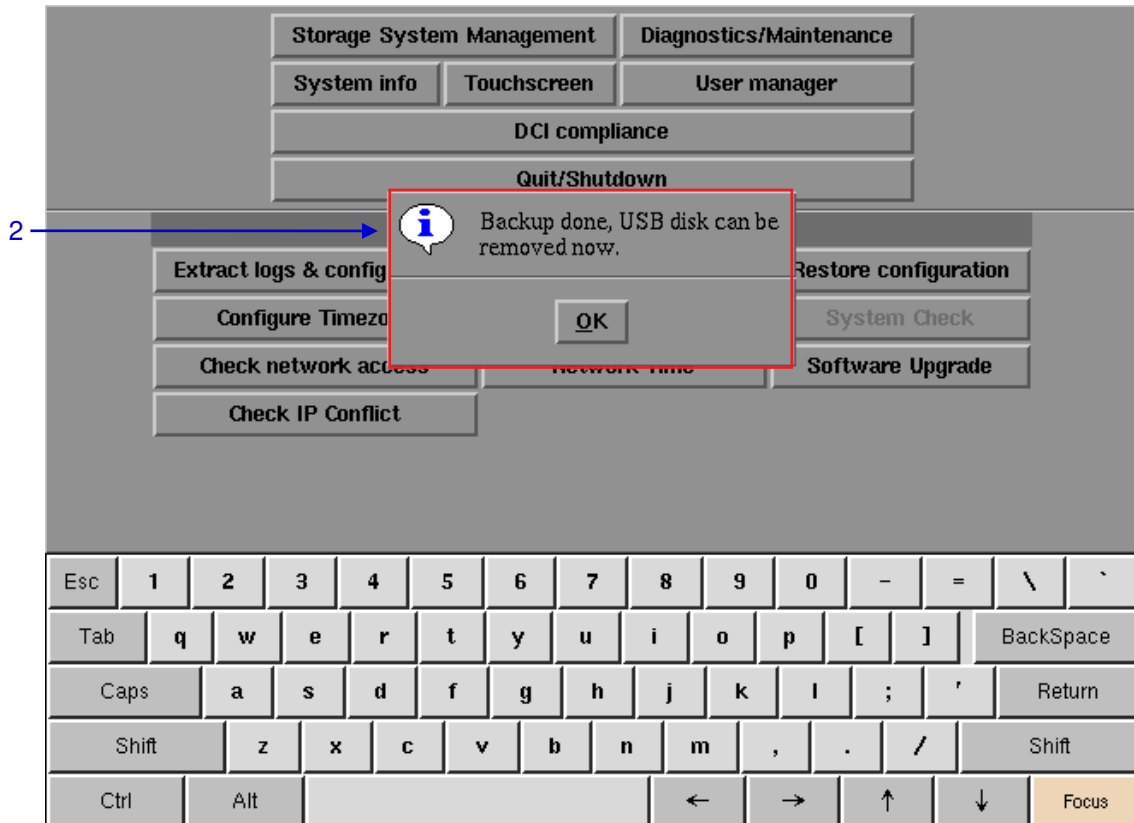 Storage System Management Diagnostics/Maintenance
System info Touchscreen User manager
DCI compliance
Quit/Shutdown
2
Backup done, USB disk can be
removed now.
Extract logs & config Restore configuration
OK
Configure Timezo System Check
Check network access Network Time Software Upgrade
Check IP Conflict
Esc 1 2 3 4 5 6 7 8 9 0 - = \ `
Tab q w e r t y u i o p [ ] BackSpace
Caps a s d f g h j k l ; ' Return
Shift z x c v b n m , . / Shift
Ctrl Alt ← → ↑ ↓ Focus